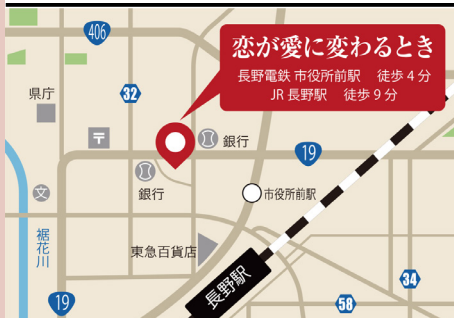 406
恋が愛に変わるとき
長野電鉄 市役所前駅 徒歩4分
JR 長野駅 徒歩9分
県庁
32
〒
銀行
19
銀行
文
市役所前駅
裾花川
東急百貨店
長野駅
34
19
58